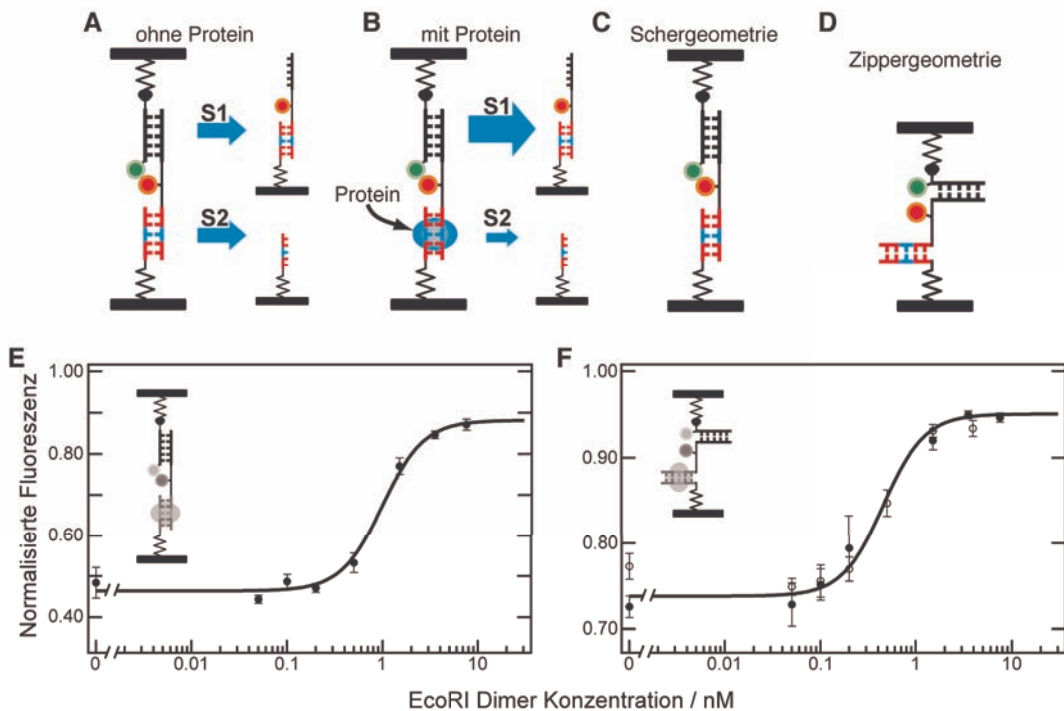 A
ohne Protein
B
mit Protein
C
Schergeometrie
D
Zippergeometrie
S1
S2
S1
S2
Protein
E
Normalisierte Fluoreszenz
1.00
0.80
0.60
0.40
0
0.01
0.1
1
10
F
1.00
0.90
0.80
0.70
0
0.01
0.1
1
10
EcoRI Dimer Konzentration / nM